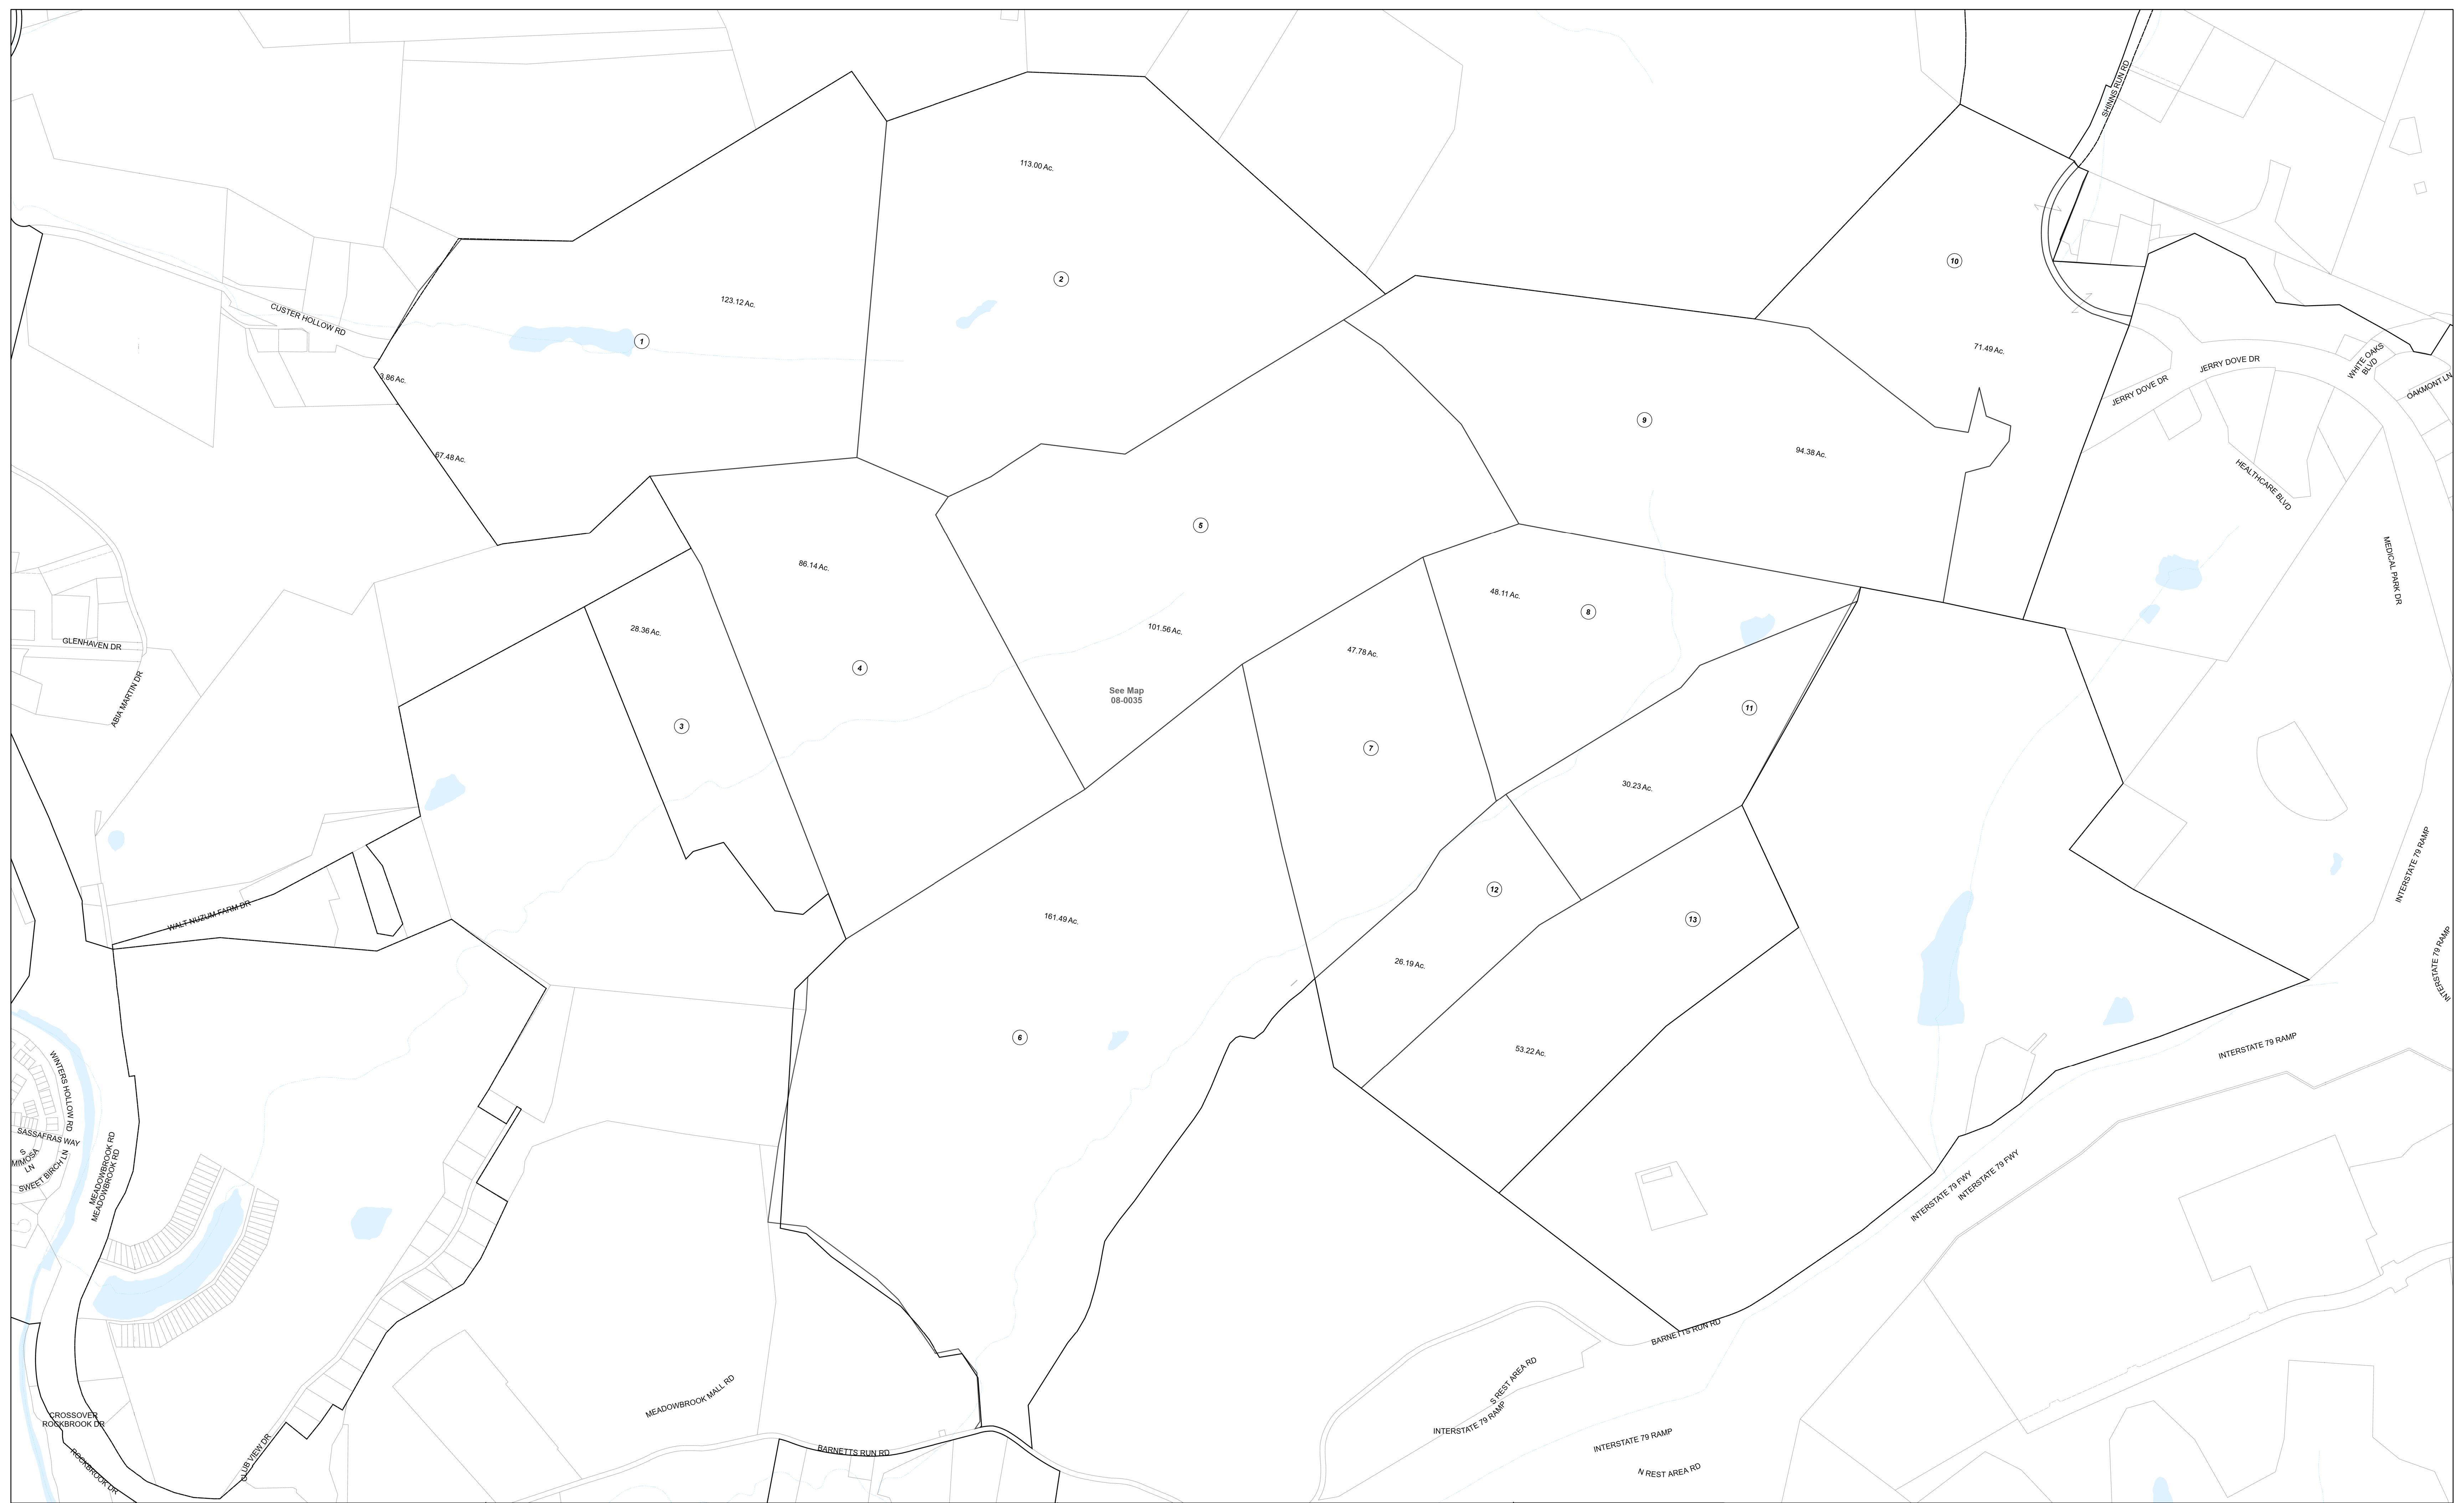 SHINNS RUN RD
113.00 Ac.
10
2
123.12 Ac.
CUSTER HOLLOW RD
1
71.49 Ac.
WHITE OAKS
BLVD
JERRY DOVE DR
JERRY DOVE DR
OAKMONT LN
3.86 Ac.
9
94.38 Ac.
67.48 Ac.
HEALTHCARE BLVD
5
MEDICAL PARK DR
86.14 Ac.
48.11 Ac.
8
28.36 Ac.
101.56 Ac.
GLENHAVEN DR
47.78 Ac.
4
ABIA MARTIN DR
See Map
08-0035
11
3
7
30.23 Ac.
INTERSTATE 79 RAMP
12
WALT NUZUM FARM DR
161.49 Ac.
13
26.19 Ac.
INTERSTATE 79 RAMP
6
53.22 Ac.
INTERSTATE 79 RAMP
WINTERS HOLLOW RD
SASSAFRAS WAY
S
MIMOSA
LN
SWEET BIRCH LN
MEADOWBROOK RD
MEADOWBROOK RD
INTERSTATE 79 FWY
INTERSTATE 79 FWY
BARNETTS RUN RD
S REST AREA RD
MEADOWBROOK MALL RD
INTERSTATE 79 RAMP
CROSSOVER
ROCKBROOK DR
INTERSTATE 79 RAMP
BARNETTS RUN RD
CLUB VIEW DR
ROCKBROOK DR
N REST AREA RD